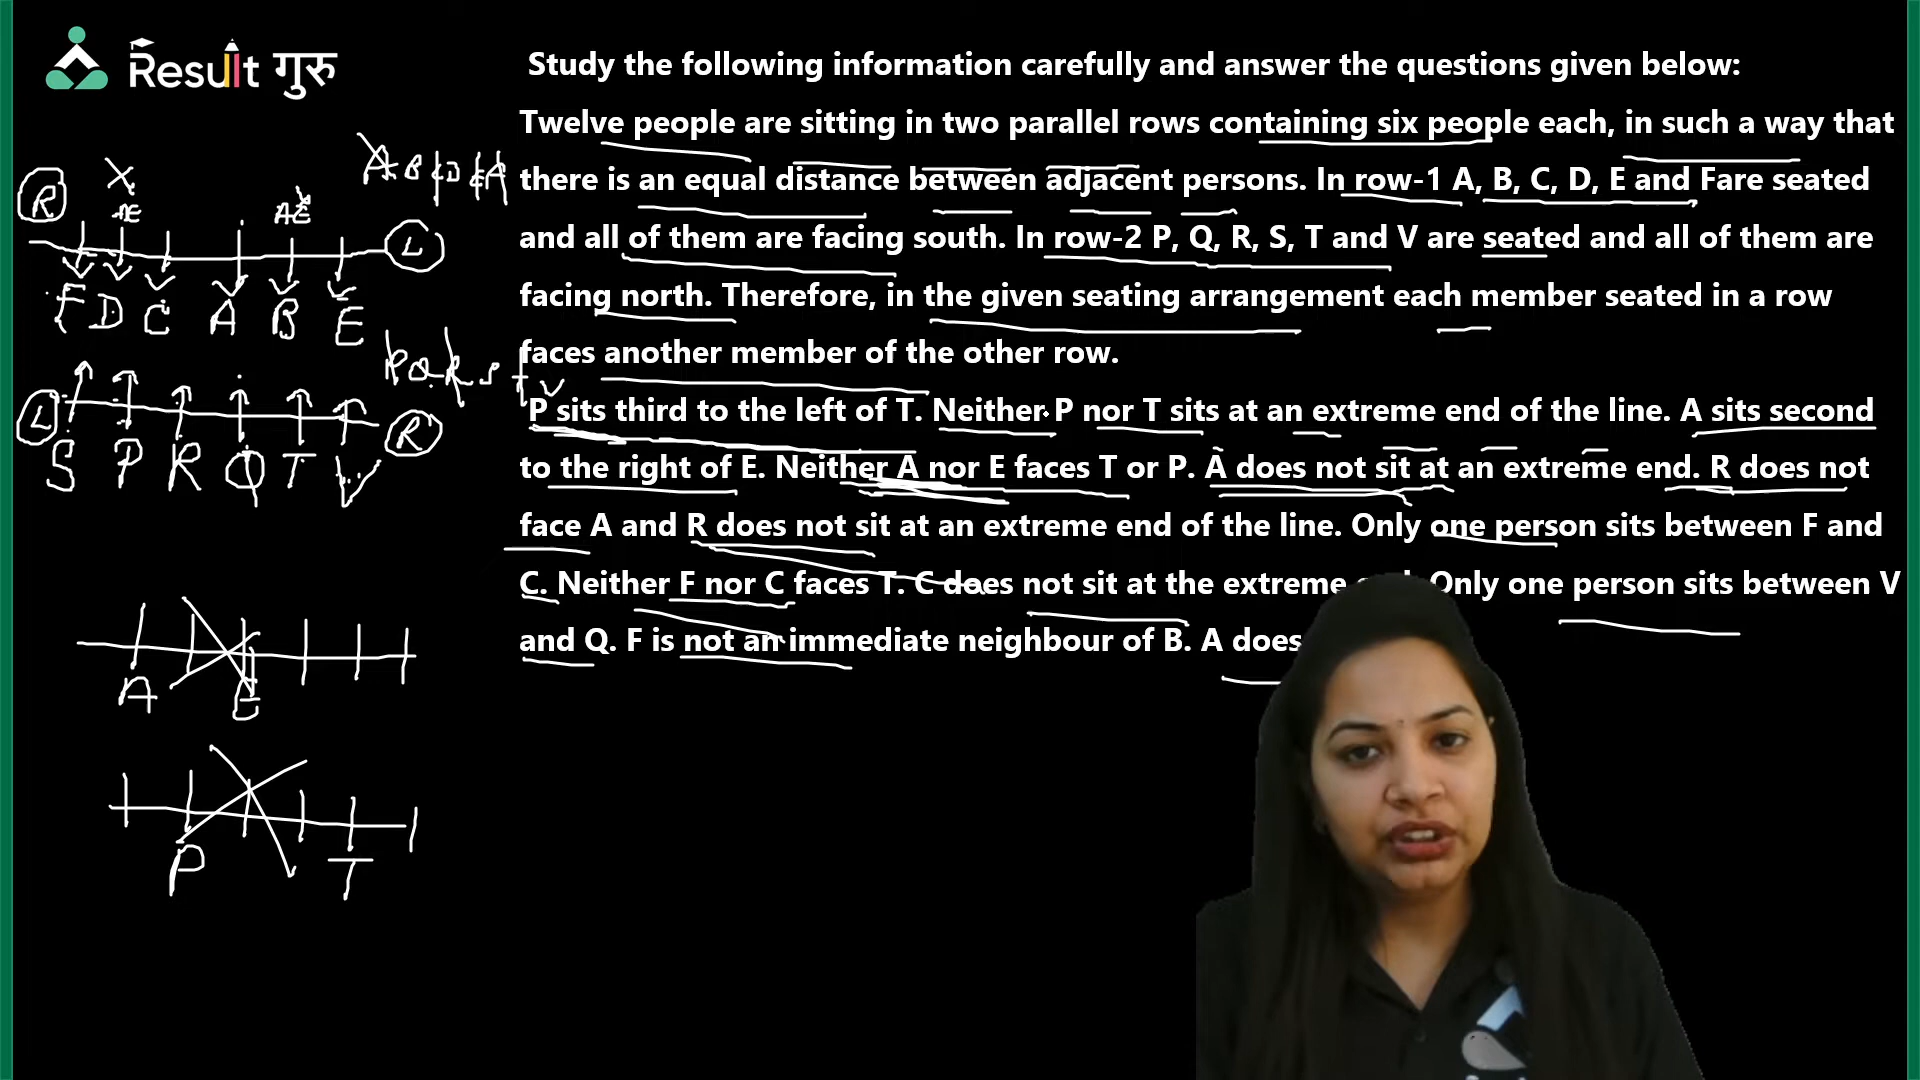 Result गुरु
Study the following information carefully and answer the questions given below:
Twelve people are sitting in two parallel rows containing six people each, in such a way that
there is an equal distance between adjacent persons. In row-1 A, B, C, D, E and Fare seated
and all of them are facing south. In row-2 P, Q, R, S, T and V are seated and all of them are
facing north. Therefore, in the given seating arrangement each member seated in a row
faces another member of the other row.
P sits third to the left of T. Neither P nor T sits at an extreme end of the line. A sits second
to the right of E. Neither A nor E faces T or P. A does not sit at an extreme end. R does not
face A and R does not sit at an extreme end of the line. Only one person sits between F and
C. Neither F nor C faces T. C does not sit at the extreme Only one person sits between V
and Q. F is not an immediate neighbour of B. A does
R
AE
AE
L
F D C A B E
P Q R S T V
L
R
S P R Q T V
A E
P T